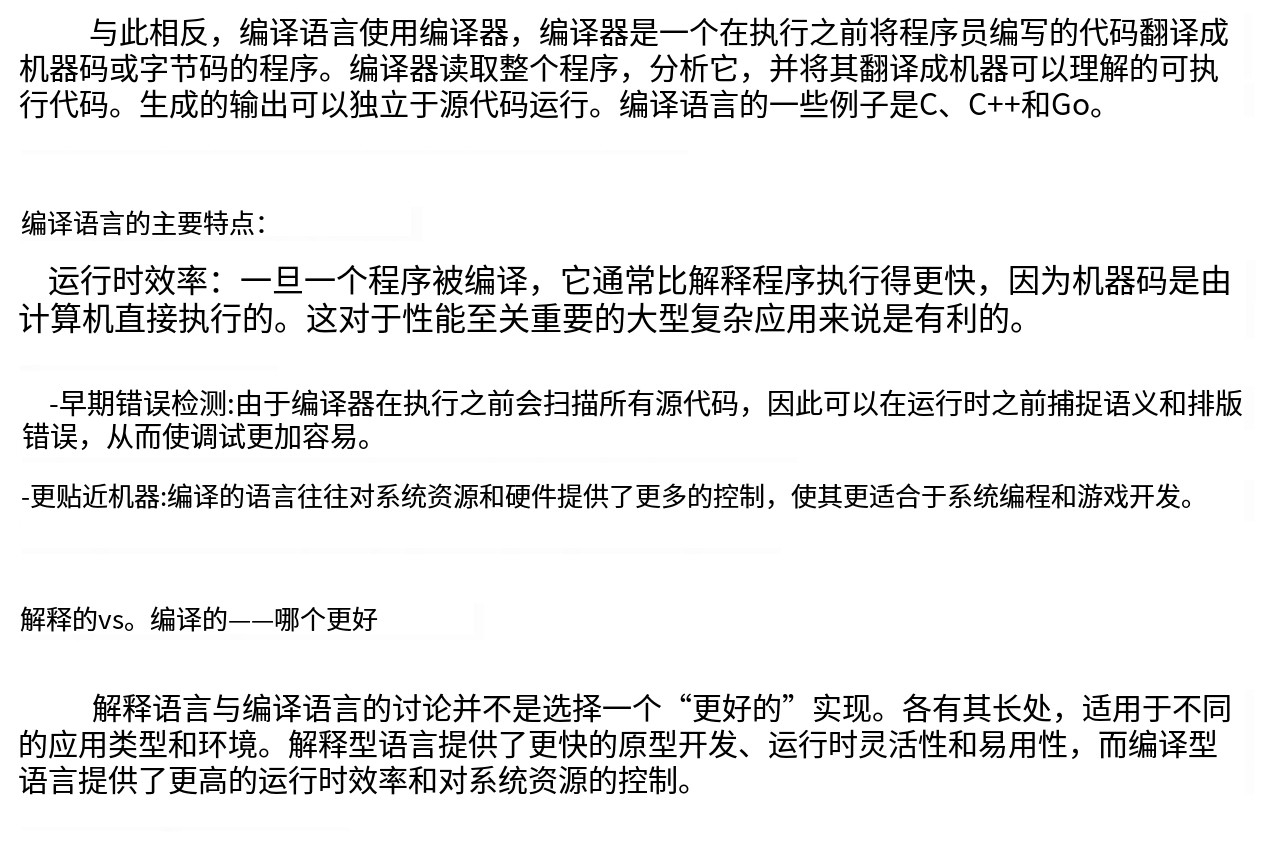 与此相反，编译语言使用编译器，编译器是一个在执行之前将程序员编写的代码翻译成
机器码或字节码的程序。编译器读取整个程序，分析它，并将其翻译成机器可以理解的可执
行代码。生成的输出可以独立于源代码运行。编译语言的一些例子是C、C++和Go。
编译语言的主要特点：
运行时效率：一旦一个程序被编译，它通常比解释程序执行得更快，因为机器码是由
计算机直接执行的。这对于性能至关重要的大型复杂应用来说是有利的。
-早期错误检测:由于编译器在执行之前会扫描所有源代码，因此可以在运行时之前捕捉语义和排版
错误，从而使调试更加容易。
-更贴近机器:编译的语言往往对系统资源和硬件提供了更多的控制，使其更适合于系统编程和游戏开发。
解释的vs。编译的——哪个更好
解释语言与编译语言的讨论并不是选择一个“更好的”实现。各有其长处，适用于不同
的应用类型和环境。解释型语言提供了更快的原型开发、运行时灵活性和易用性，而编译型
语言提供了更高的运行时效率和对系统资源的控制。